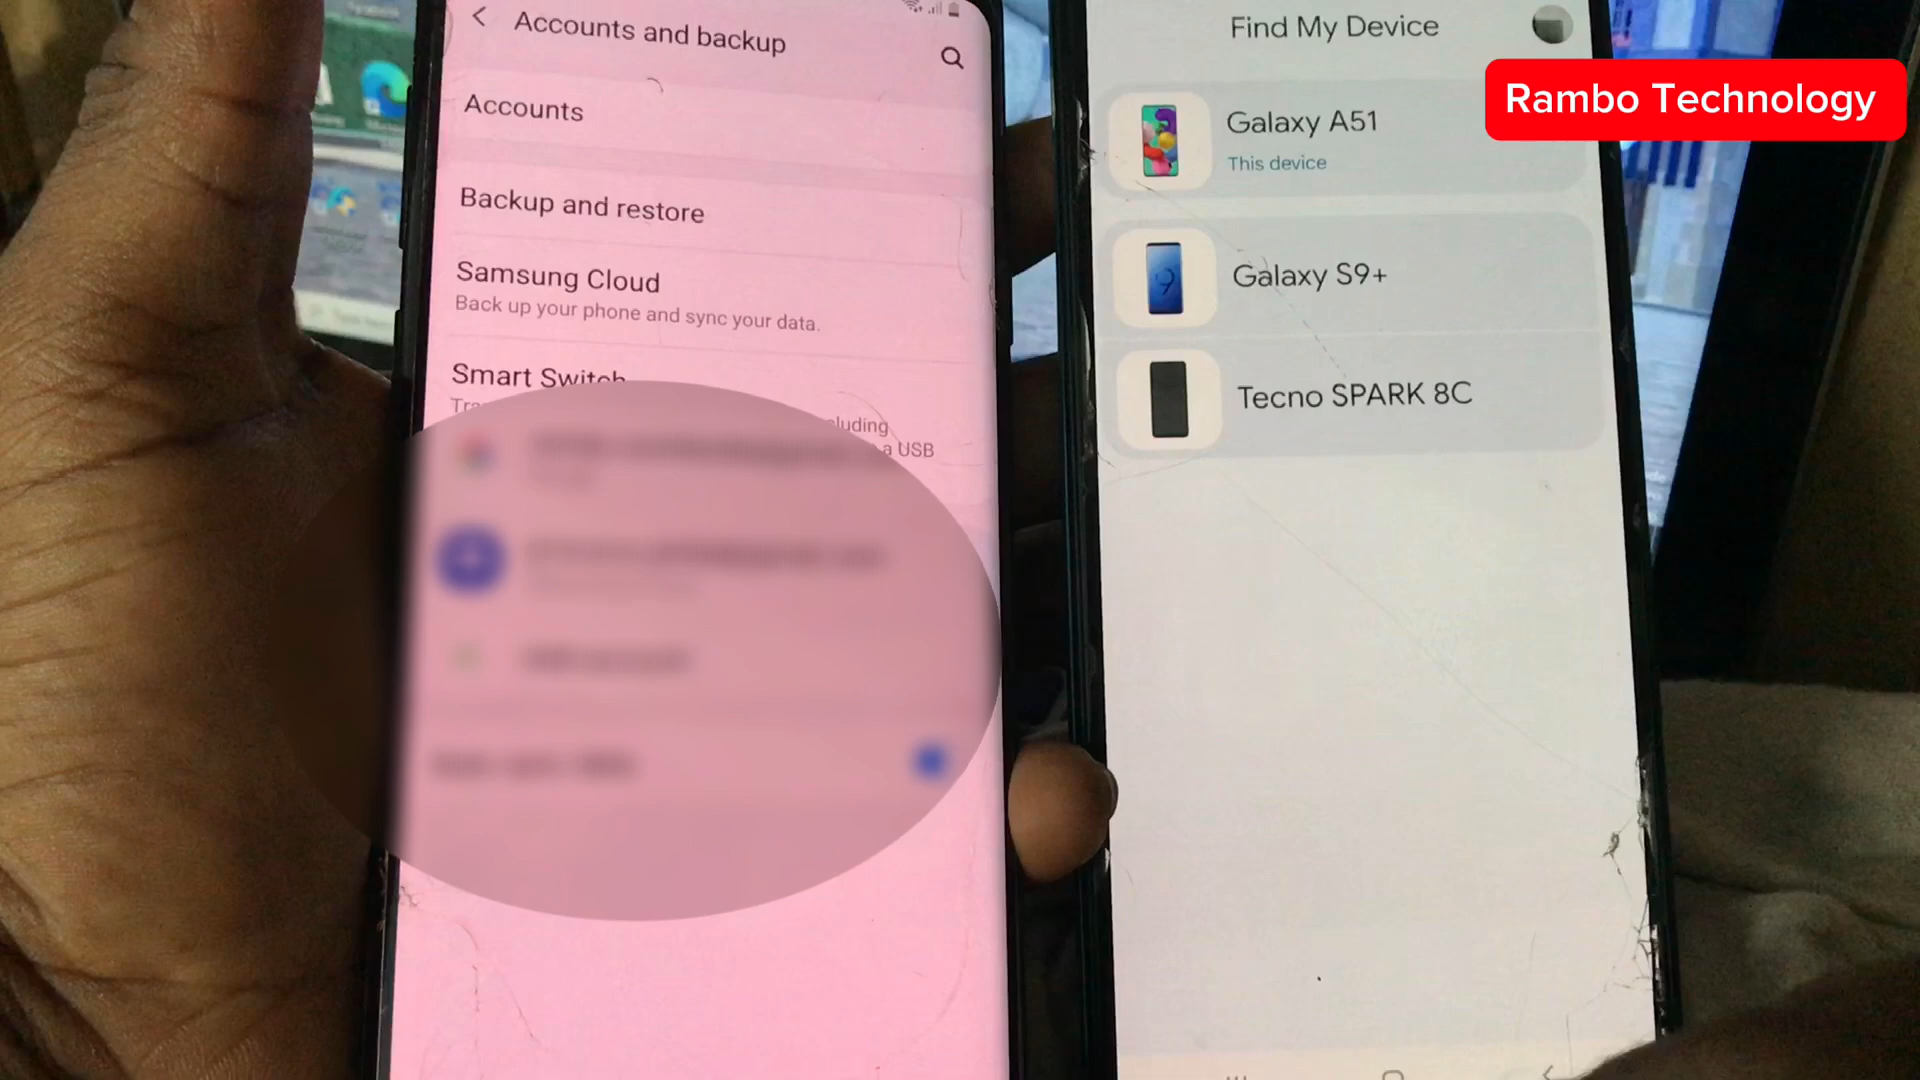 Accounts and backup
Accounts
Backup and restore
Samsung Cloud
Back up your phone and sync your data.
Smart Switch
luding
a USB
Find My Device
Galaxy A51
This device
Galaxy S9+
Tecno SPARK 8C
Rambo Technology